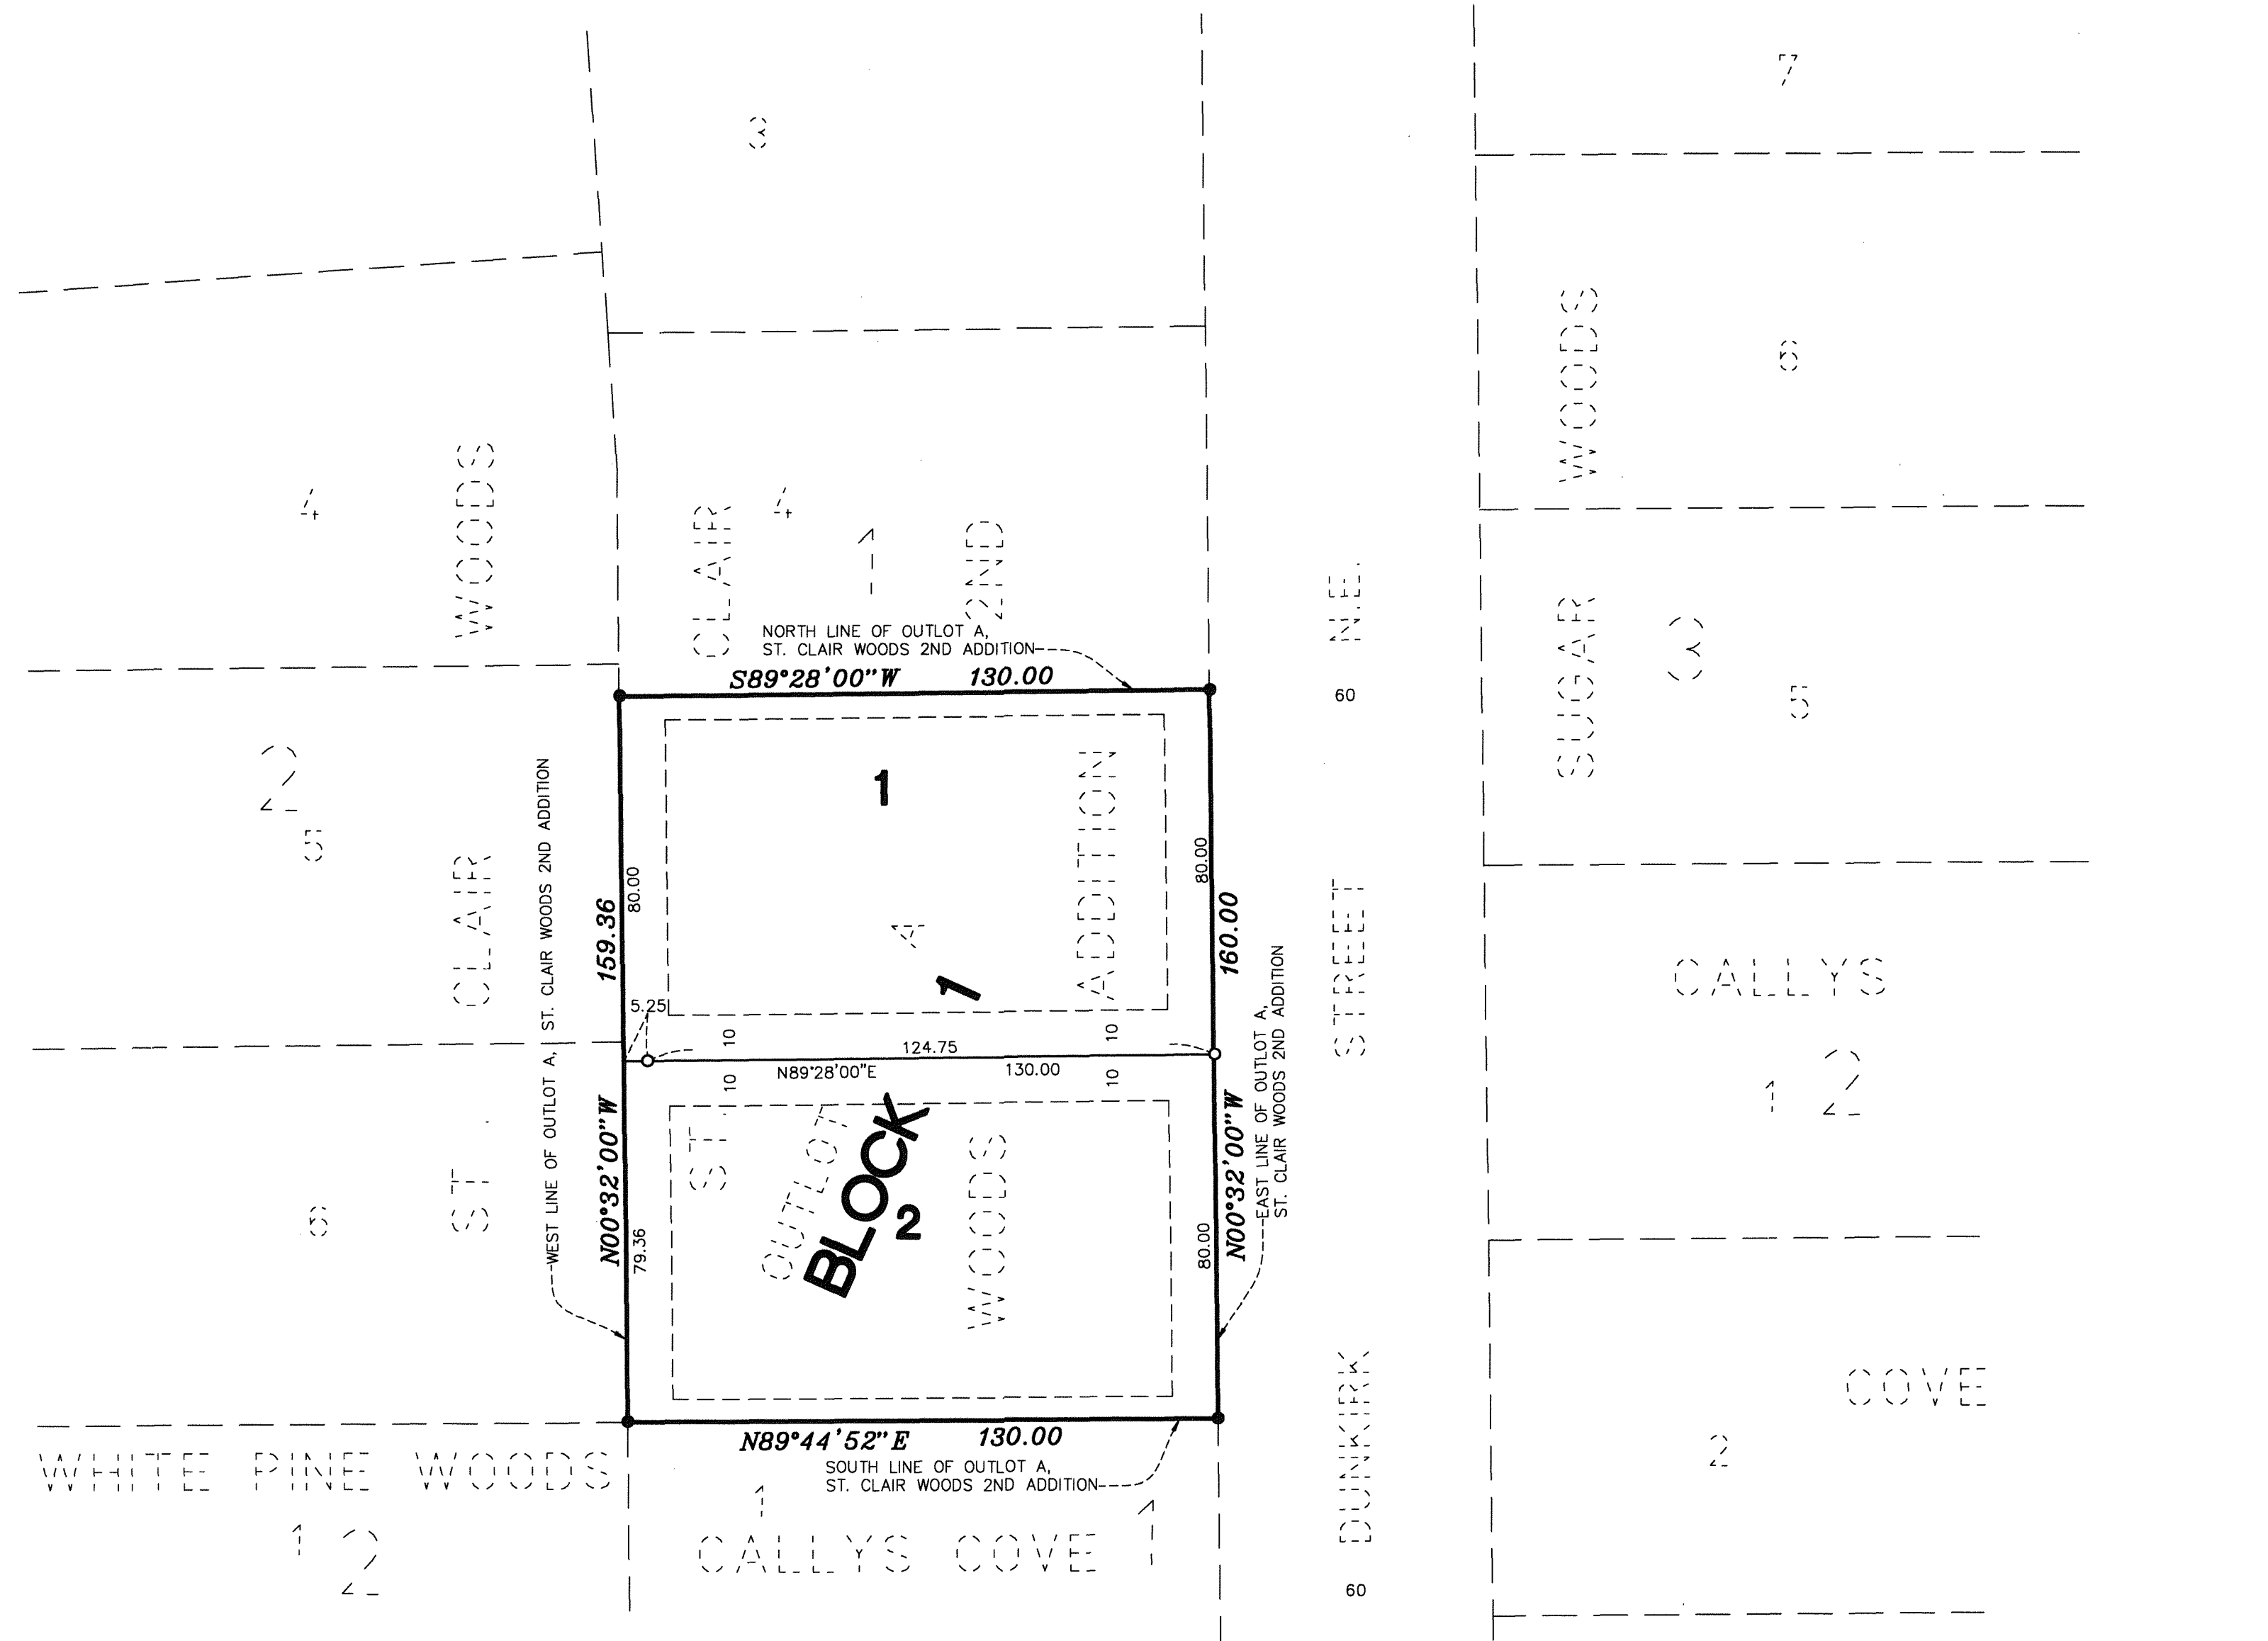 7
3
WOODS
6
4
WOODS
CLAIR
4
1
2ND
N.E.
NORTH LINE OF OUTLOT A,
ST. CLAIR WOODS 2ND ADDITION
S89°28'00"W 130.00
60
SUGAR
3
5
2
5
CLAIR
WEST LINE OF OUTLOT A, ST. CLAIR WOODS 2ND ADDITION
159.36
80.00
1
ADDITION
80.00
160.00
A
1
STREET
CALLYS
1 2
5.25
10
10
124.75
N89°28'00"E 130.00
10
10
EAST LINE OF OUTLOT A,
ST. CLAIR WOODS 2ND ADDITION
6
ST.
N00°32'00"W
79.36
ST.
OUTLOT
BLOCK
2
WOODS
80.00
N00°32'00"W
DUNKIRK
COVE
2
N89°44'52"E 130.00
SOUTH LINE OF OUTLOT A,
ST. CLAIR WOODS 2ND ADDITION
WHITE PINE WOODS
1 2
1
CALLYS COVE 1
60